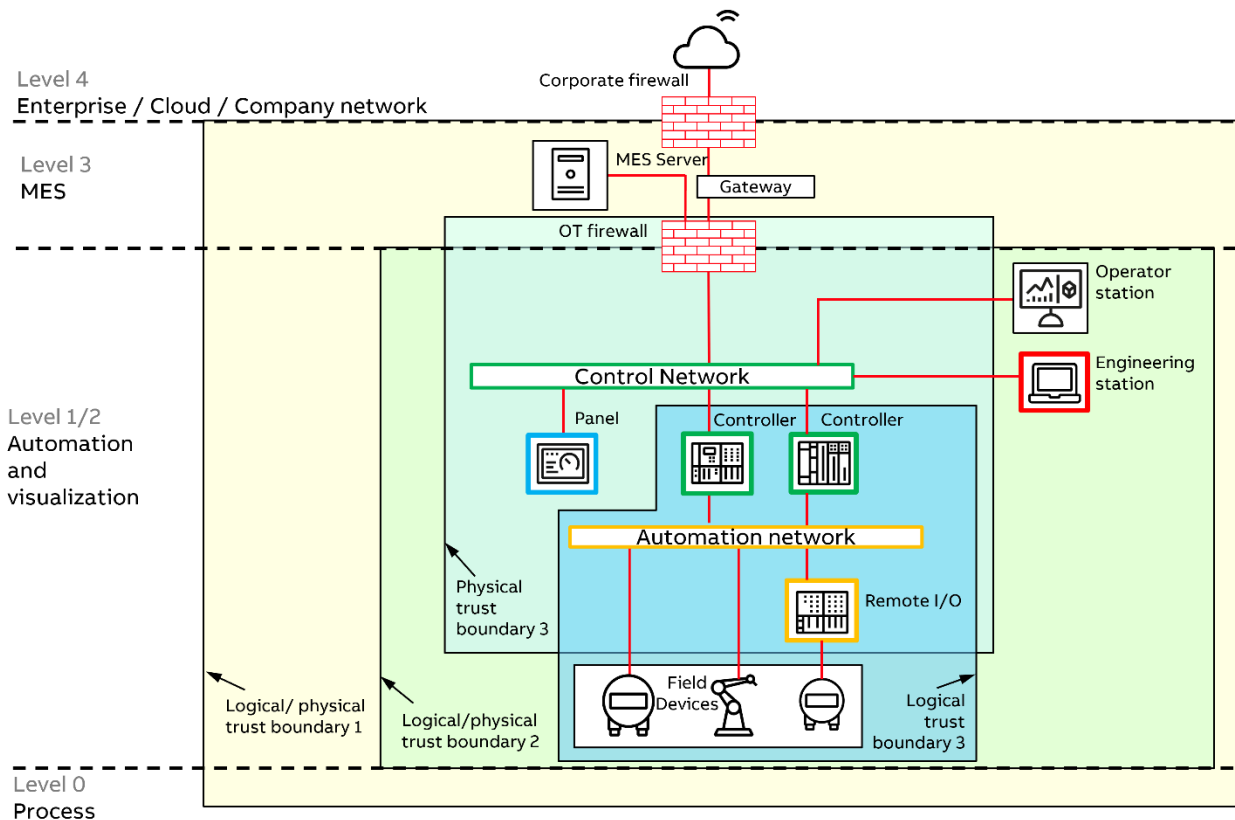 Level 4
Enterprise / Cloud / Company network
Corporate firewall
Level 3
MES
MES Server
Gateway
OT firewall
Operator
station
Control Network
Engineering
station
Level 1/2
Automation
and
visualization
Panel
Controller
Controller
Automation network
Physical
trust
boundary 3
Remote I/O
Field
Devices
Logical/ physical
trust boundary 1
Logical/physical
trust boundary 2
Logical
trust
boundary 3
Level 0
Process